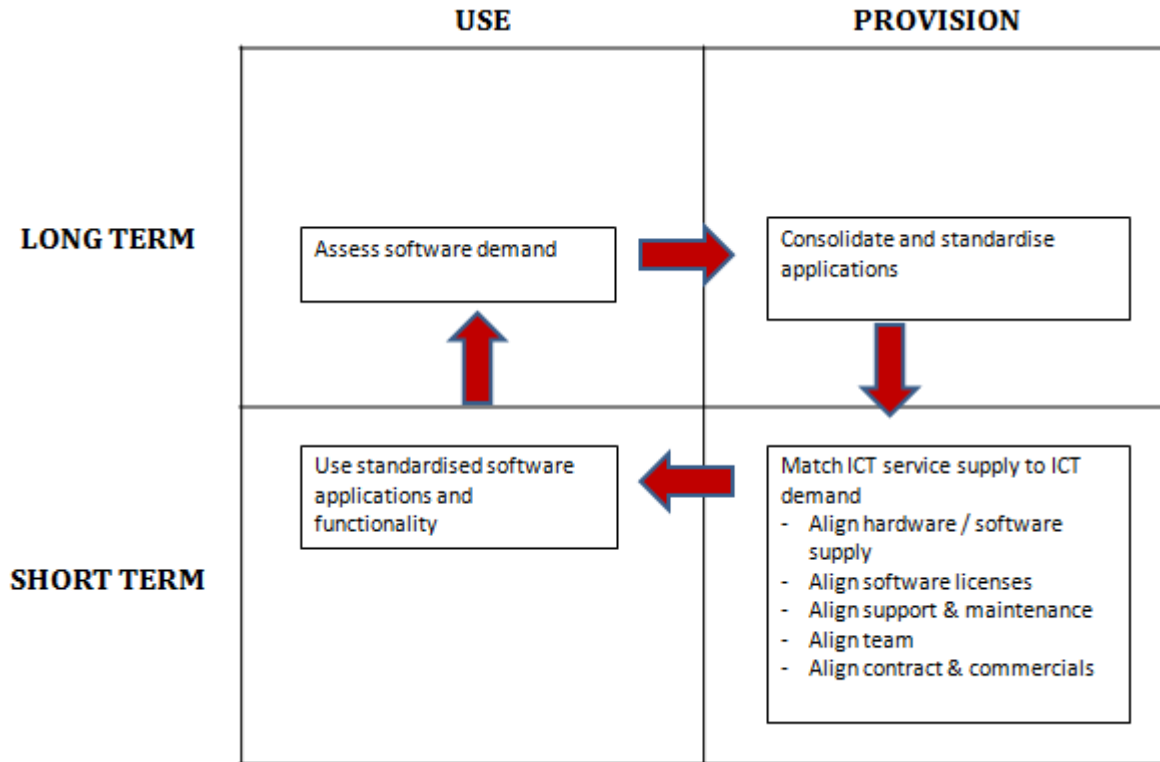 USE
PROVISION
LONG TERM
Assess software demand
Consolidate and standardise
applications
SHORT TERM
Use standardised software
applications and
functionality
Match ICT service supply to ICT
demand
- Align hardware / software
supply
- Align software licenses
- Align support & maintenance
- Align team
- Align contract & commercials